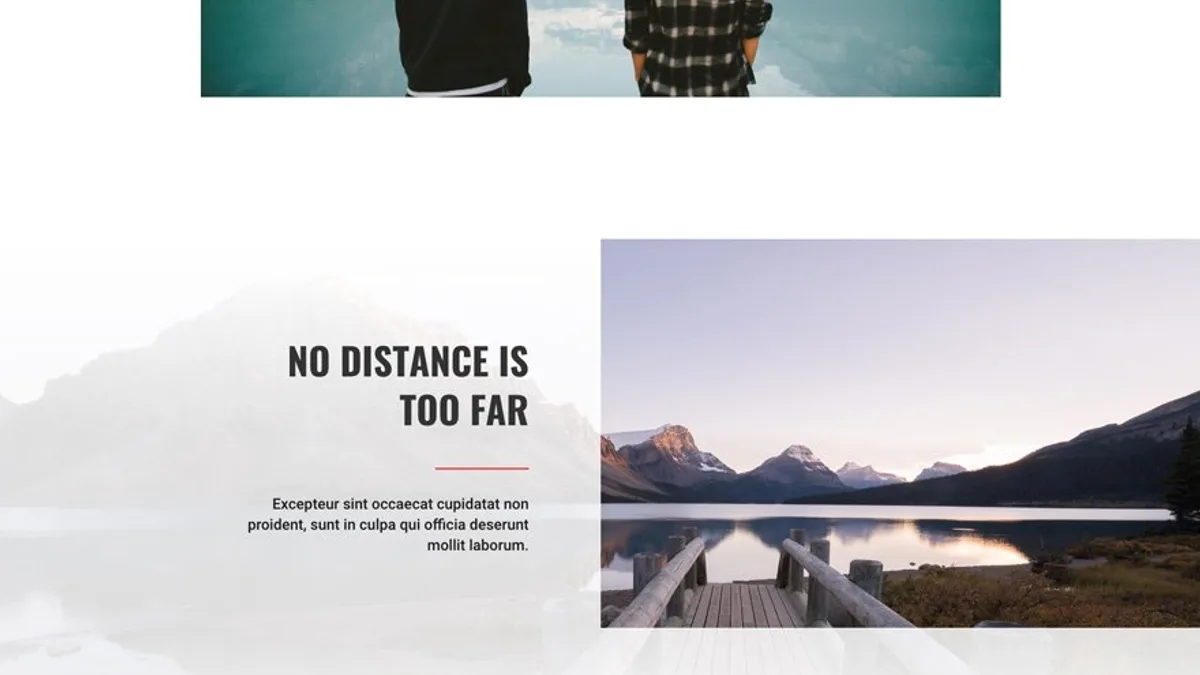 NO DISTANCE IS
TOO FAR
Excepteur sint occaecat cupidatat non
proident, sunt in culpa qui officia deserunt
mollit laborum.